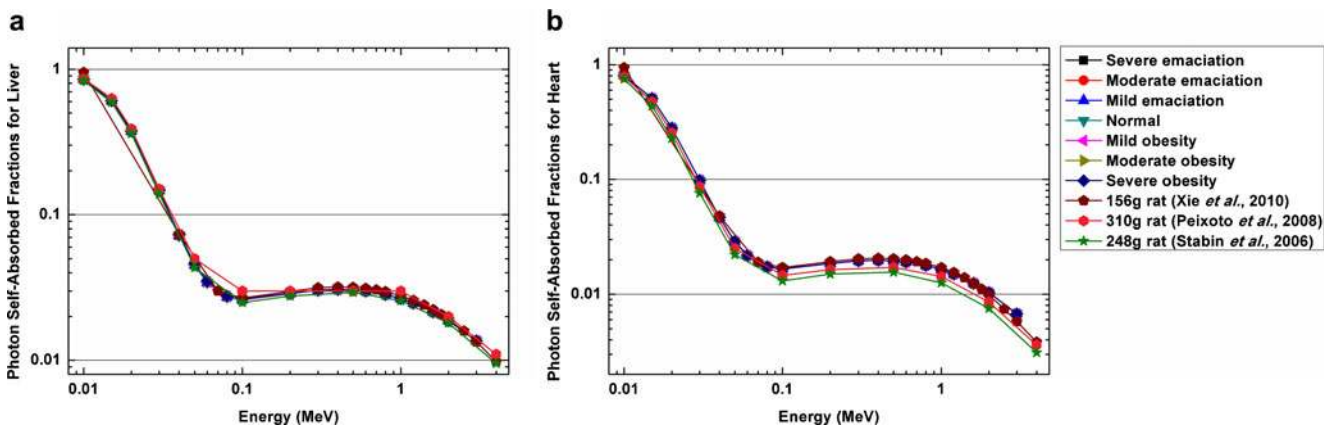 a
Photon Self-Absorbed Fractions for Liver
1
0.1
0.01
0.01
0.1
1
Energy (MeV)
b
Photon Self-Absorbed Fractions for Heart
1
0.1
0.01
0.01
0.1
1
Energy (MeV)
Severe emaciation
Moderate emaciation
Mild emaciation
Normal
Mild obesity
Moderate obesity
Severe obesity
156g rat (Xie et al., 2010)
310g rat (Peixoto et al., 2008)
248g rat (Stabin et al., 2006)